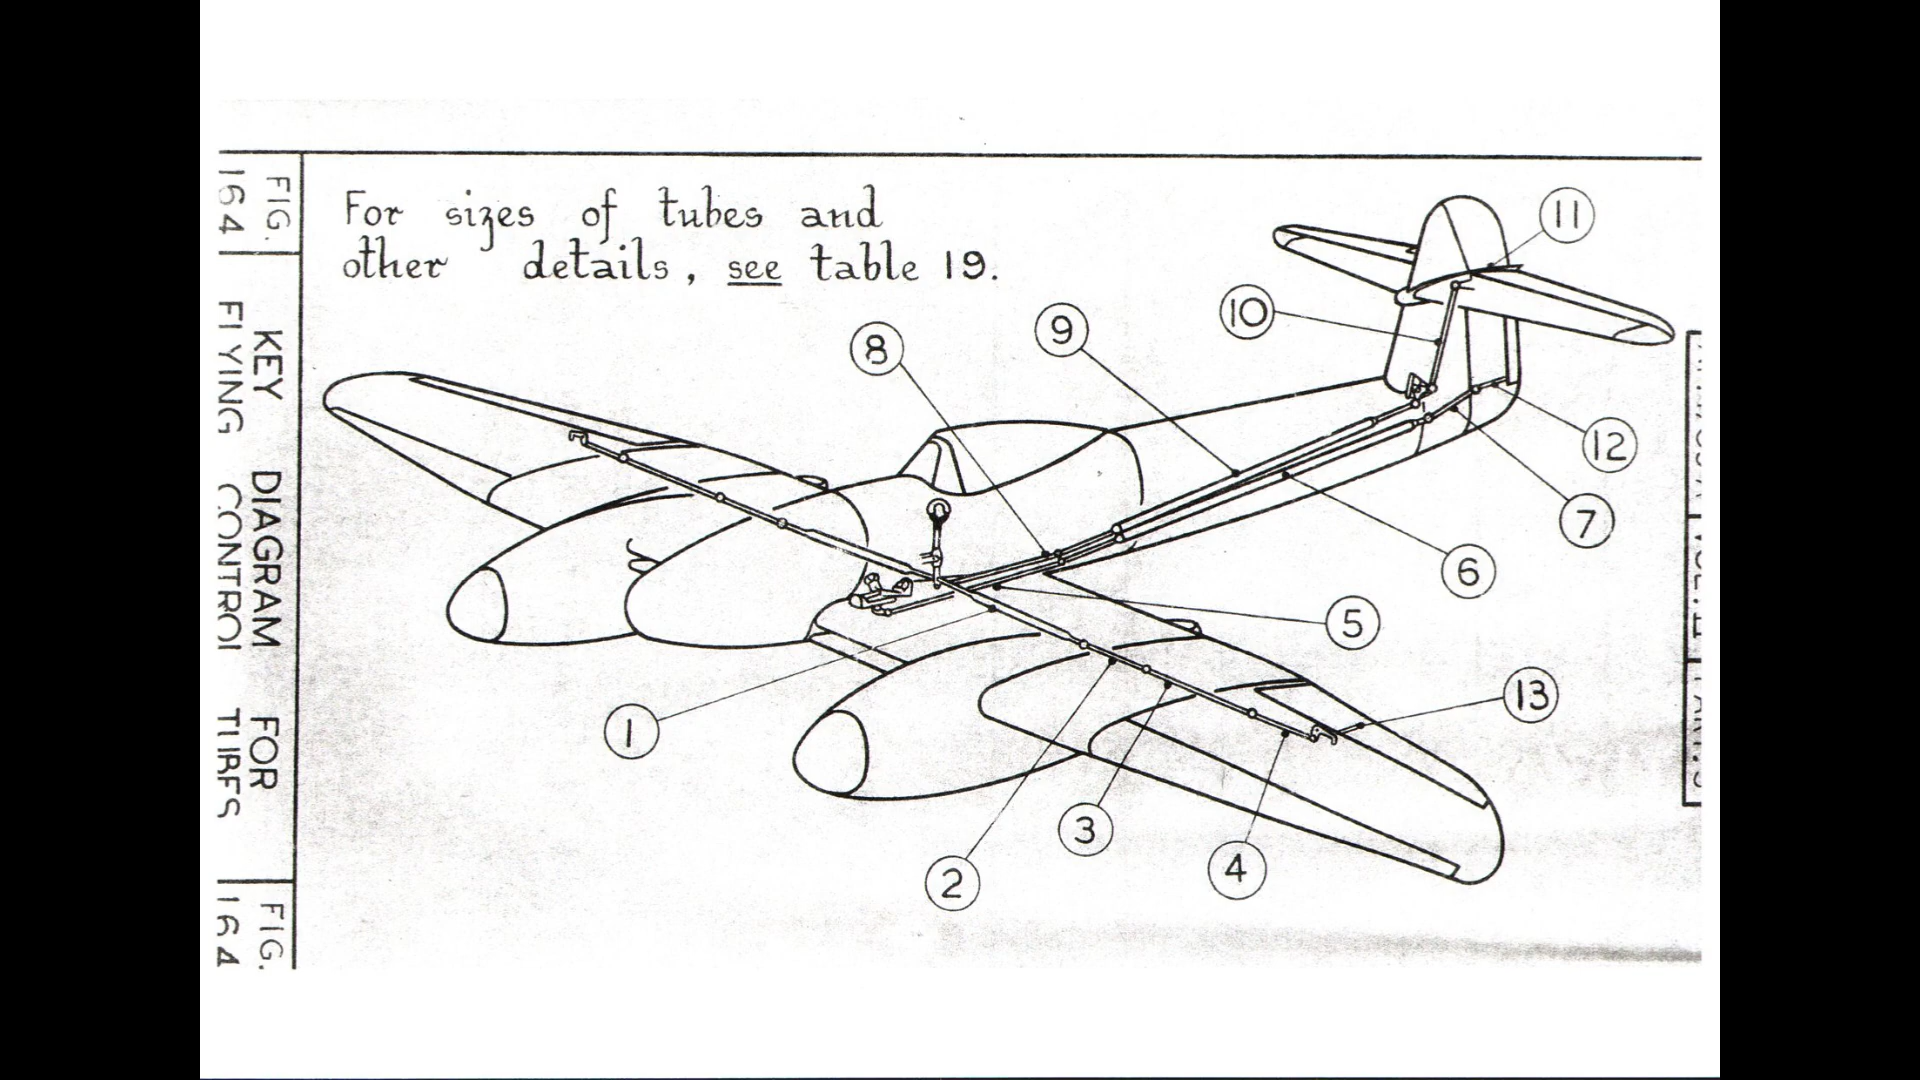 For sizes of tubes and
other details, see table 19.
FIG.
164
KEY DIAGRAM FOR
FLYING CONTROL TUBES
FIG.
164
11
10
9
8
12
7
6
5
13
1
3
4
2